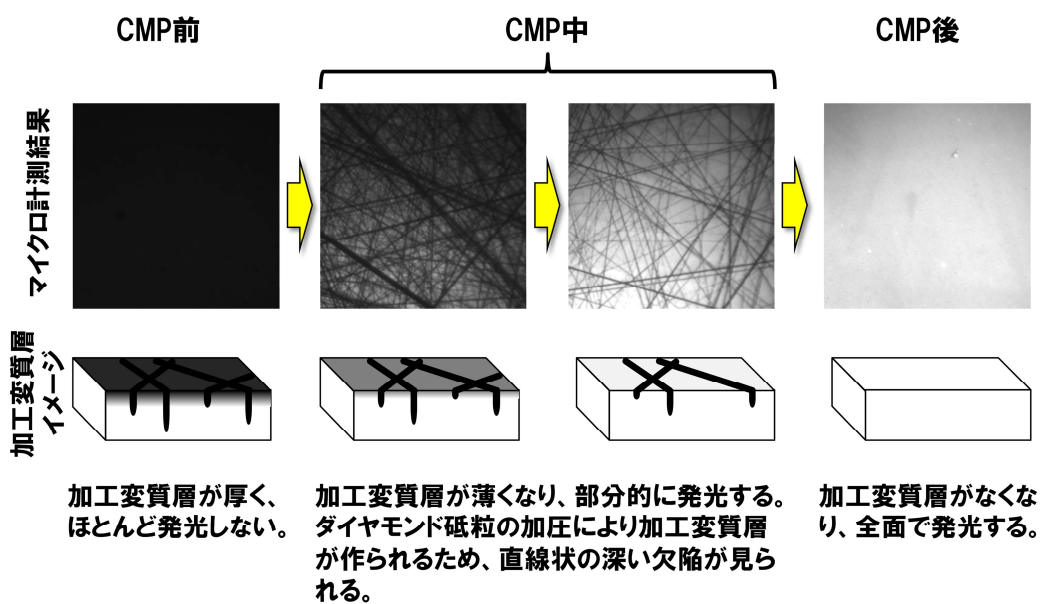 CMP前
CMP中
CMP後
マイクロ計測結果
加工変質層
イメージ
加工変質層が厚く、
ほとんど発光しない。
加工変質層が薄くなり、部分的に発光する。
ダイヤモンド砥粒の加圧により加工変質層
が作られるため、直線状の深い欠陥が見ら
れる。
加工変質層がなくな
り、全面で発光する。